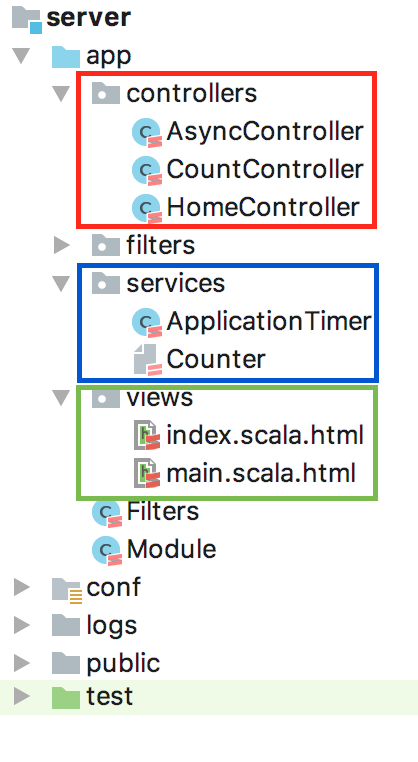 server
app
controllers
AsyncController
CountController
HomeController
filters
services
ApplicationTimer
Counter
views
index.scala.html
main.scala.html
Filters
Module
conf
logs
public
test